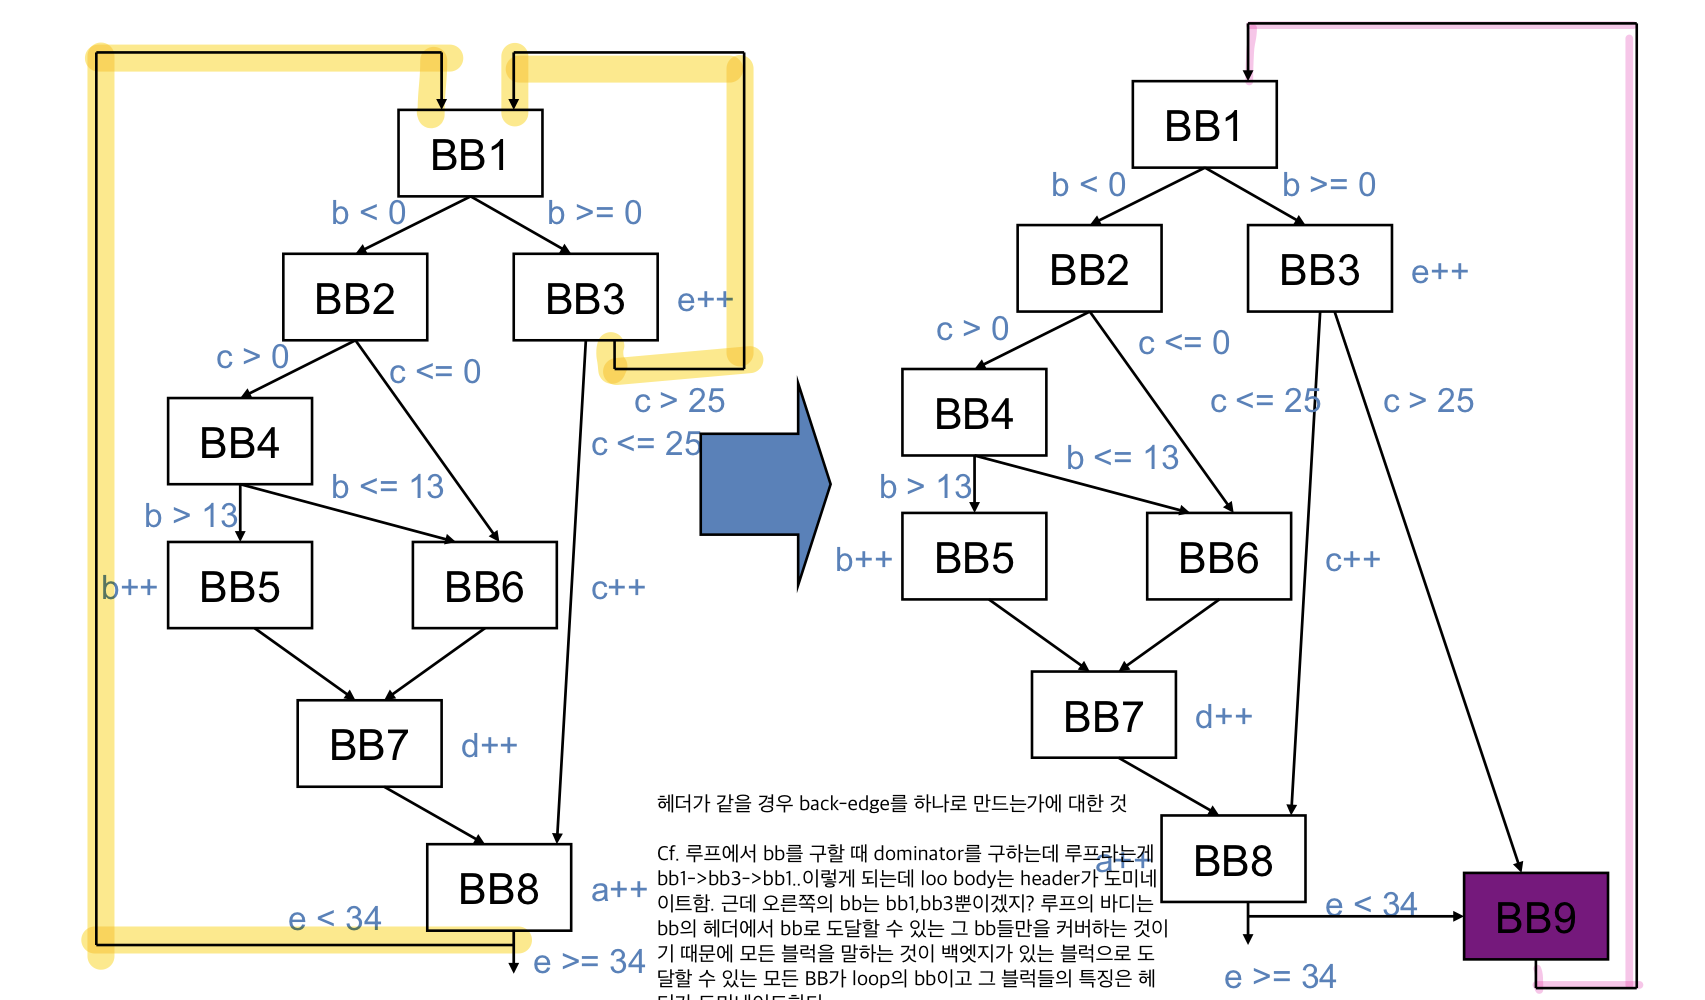 BB1
b < 0
b >= 0
BB2
BB3
e++
c > 0
c <= 0
c > 25
c <= 25
BB4
b <= 13
b > 13
b++
BB5
BB6
c++
BB7
d++
BB8
a++
e < 34
e >= 34
BB1
b < 0
b >= 0
BB2
BB3
e++
c > 0
c <= 0
c <= 25
c > 25
BB4
b <= 13
b > 13
b++
BB5
BB6
c++
BB7
d++
BB8
a++
e < 34
BB9
e >= 34
헤더가 같을 경우 back-edge를 하나로 만드는가에 대한 것
Cf. 루프에서 bb를 구할 때 dominator를 구하는데 루프라는게
bb1->bb3->bb1..이렇게 되는데 loo body는 header가 도미네
이트함. 근데 오른쪽의 bb는 bb1,bb3뿐이겠지? 루프의 바디는
bb의 헤더에서 bb로 도달할 수 있는 그 bb들만을 커버하는 것이
기 때문에 모든 블럭을 말하는 것이 백엣지가 있는 블럭으로 도
달할 수 있는 모든 BB가 loop의 bb이고 그 블럭들의 특징은 헤